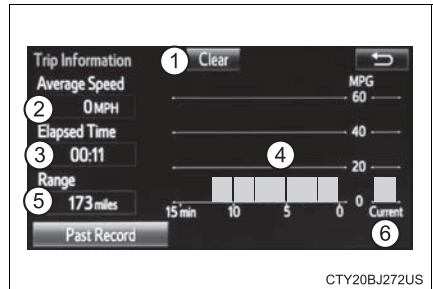 Trip Information
1
Clear
Average Speed
MPG
2
0 MPH
60
Elapsed Time
40
3
00:11
4
20
Range
5
173 miles
0
15 min
10
5
0
Current
Past Record
6
CTY20BJ272US